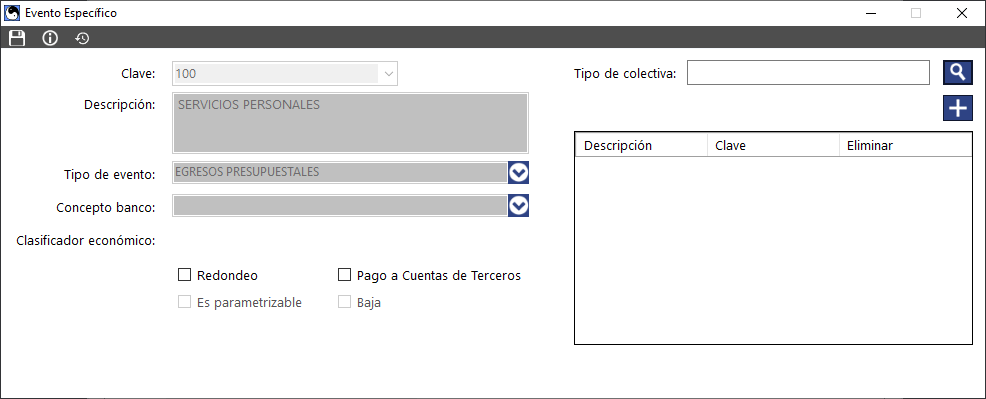 Evento Específico
Clave: 100
Descripción: SERVICIOS PERSONALES
Tipo de evento: EGRESOS PRESUPUESTALES
Concepto banco:
Clasificador económico:
Redondeo Pago a Cuentas de Terceros
Es parametrizable Baja
Tipo de colectiva:
Descripción Clave Eliminar